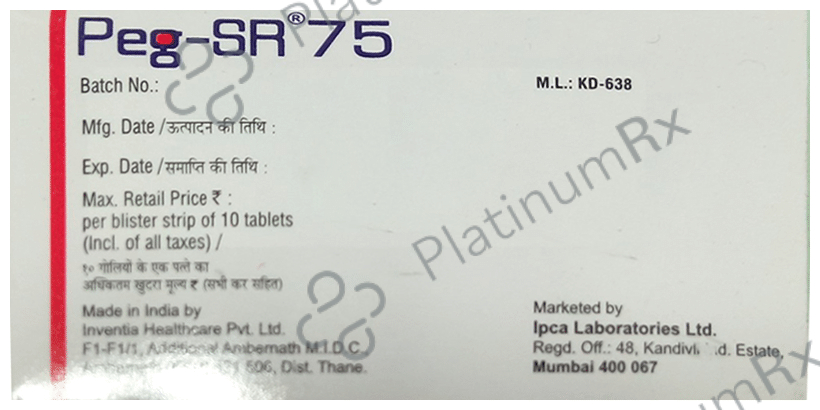 Peg-SR® 75
Batch No.:
M.L.: KD-638
Mfg. Date /उत्पादन की तिथि :
Exp. Date /समाप्ति की तिथि :
Max. Retail Price ₹ :
per blister strip of 10 tablets
(Incl. of all taxes) /
१० गोलियों के एक पत्ते का
अधिकतम खुदरा मूल्य ₹ (सभी कर सहित)
Made in India by
Inventia Healthcare Pvt. Ltd.
F1-F1/1, Additional Ambernath M.I.D.C.,
506, Dist. Thane.
Marketed by
Ipca Laboratories Ltd.
Regd. Off.: 48, Estate,
Mumbai 400 067
PlatinumRx
PlatinumRx